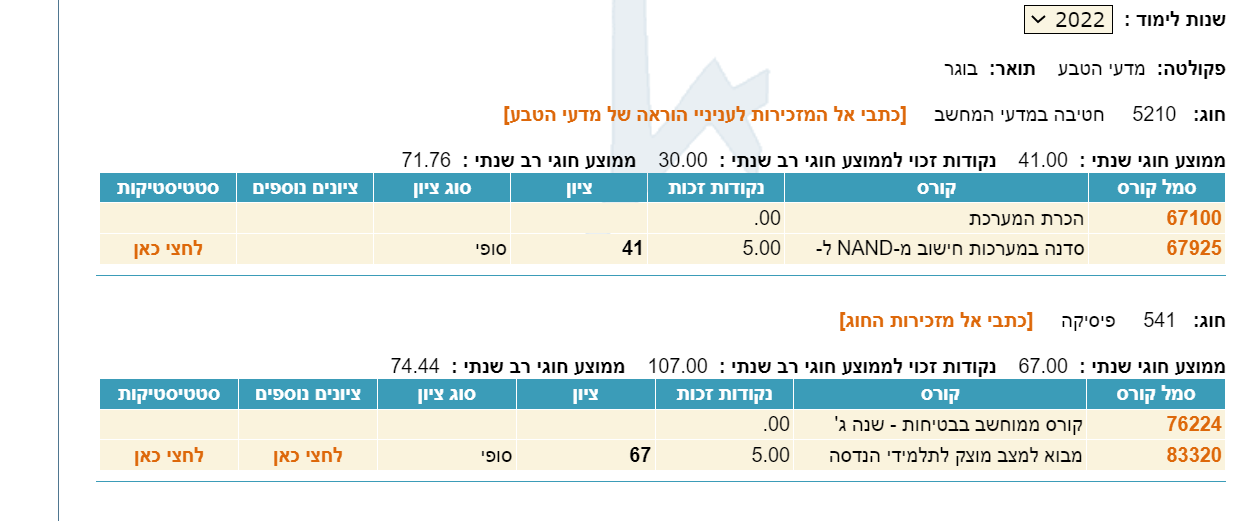 שנות לימוד : 2022
פקולטה: מדעי הטבע תואר: בוגר
חוג: 5210 חטיבה במדעי המחשב [כתבי אל המזכירות לעניניי הוראה של מדעי הטבע]
ממוצע חוגי שנתי : 41.00 נקודות זכוי לממוצע חוגי רב שנתי : 30.00 ממוצע חוגי רב שנתי : 71.76
סמל קורס קורס נקודות זכות ציון סוג ציון ציונים נוספים סטטיסטיקות
67100 הכרת המערכת .00
67925 סדנה במערכות חישוב מ-NAND ל- 5.00 41 סופי לחצי כאן
חוג: 541 פיסיקה [כתבי אל מזכירות החוג]
ממוצע חוגי שנתי : 67.00 נקודות זכוי לממוצע חוגי רב שנתי : 107.00 ממוצע חוגי רב שנתי : 74.44
סמל קורס קורס נקודות זכות ציון סוג ציון ציונים נוספים סטטיסטיקות
76224 קורס ממוחשב בבטיחות - שנה ג' .00
83320 מבוא למצב מוצק לתלמידי הנדסה 5.00 67 סופי לחצי כאן לחצי כאן